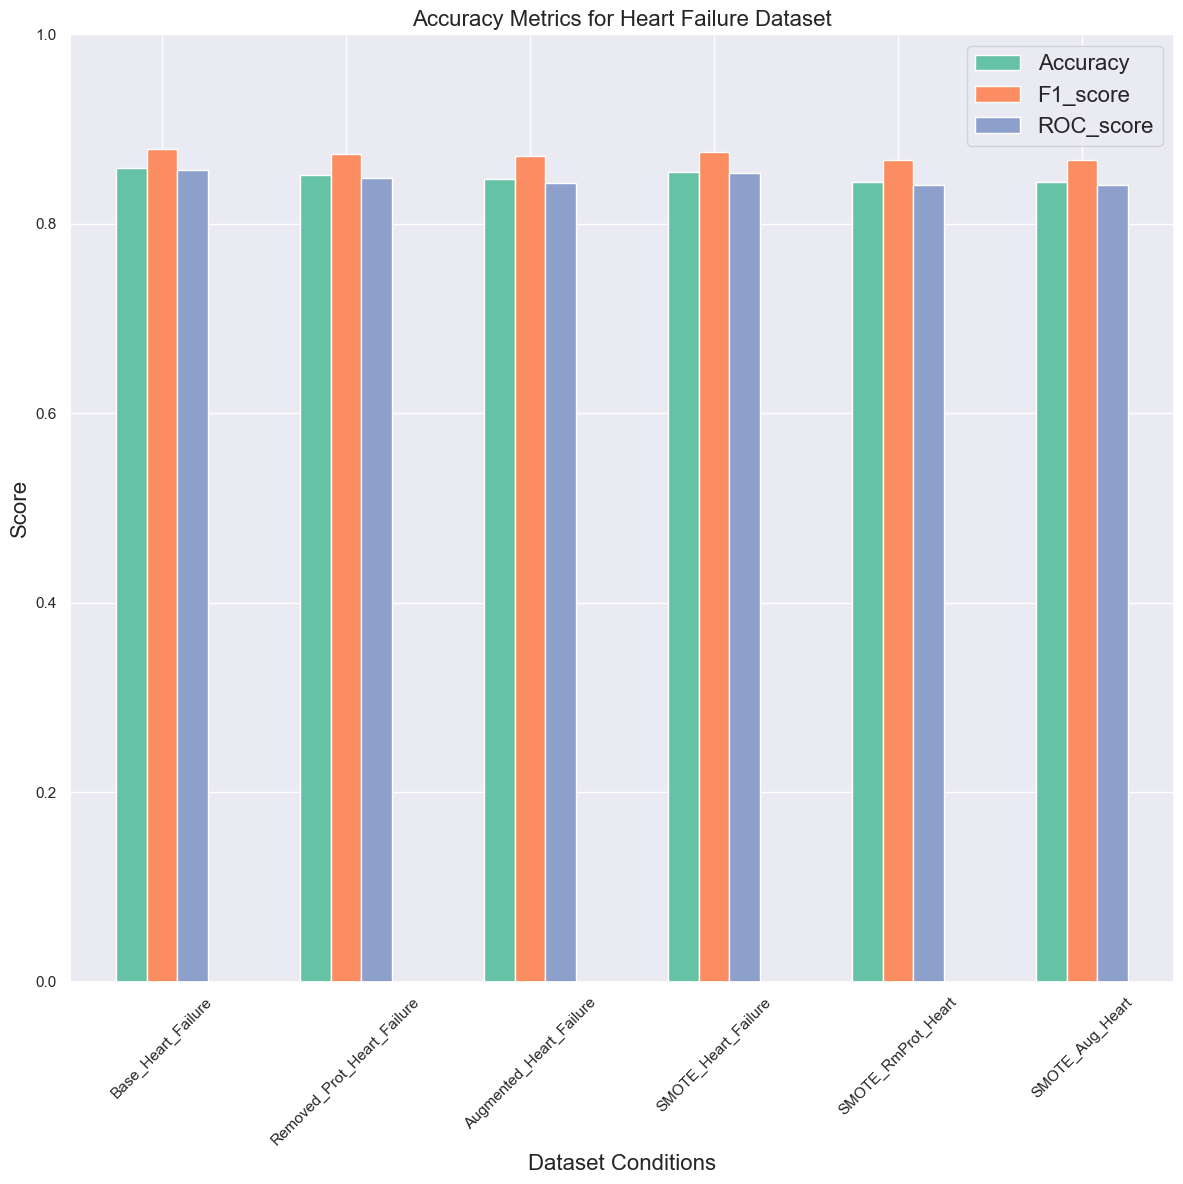 Accuracy Metrics for Heart Failure Dataset
1.0
0.8
0.6
0.4
0.2
0.0
Score
Accuracy
F1_score
ROC_score
Base_Heart_Failure
Removed_Prot_Heart_Failure
Augmented_Heart_Failure
SMOTE_Heart_Failure
SMOTE_RmProt_Heart
SMOTE_Aug_Heart
Dataset Conditions